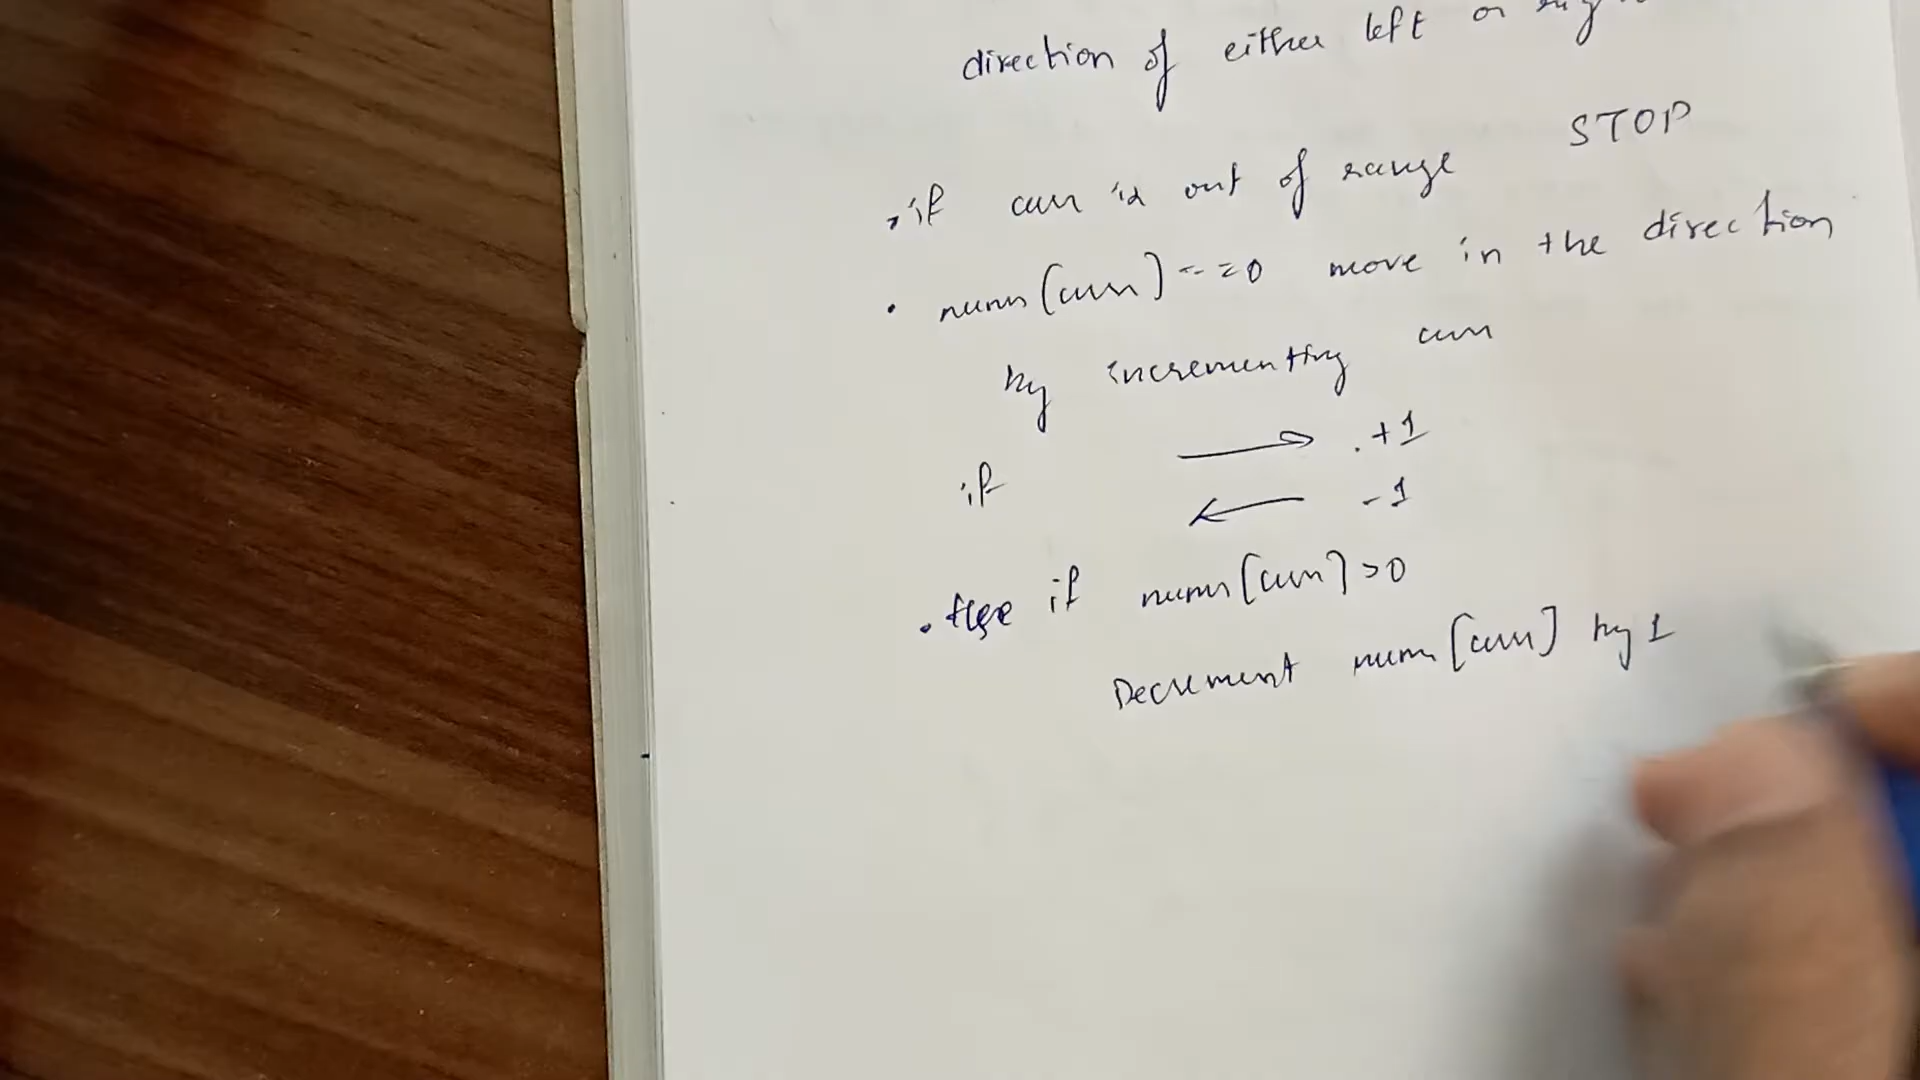 direction of either left or
STOP
if curr is out of range
. nums[curr] == 0 move in the direction
by incrementing curr
if → . +1
← -1
. Else if nums[curr] > 0
Decrement nums[curr] by 1